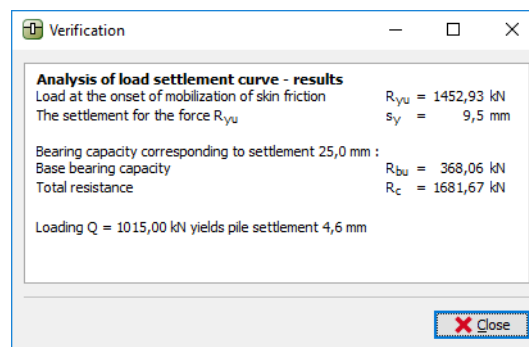 Verification
Analysis of load settlement curve - results
Load at the onset of mobilization of skin friction Ryu = 1452,93 kN
The settlement for the force Ryu sy = 9,5 mm
Bearing capacity corresponding to settlement 25,0 mm :
Base bearing capacity Rbu = 368,06 kN
Total resistance Rc = 1681,67 kN
Loading Q = 1015,00 kN yields pile settlement 4,6 mm
Close